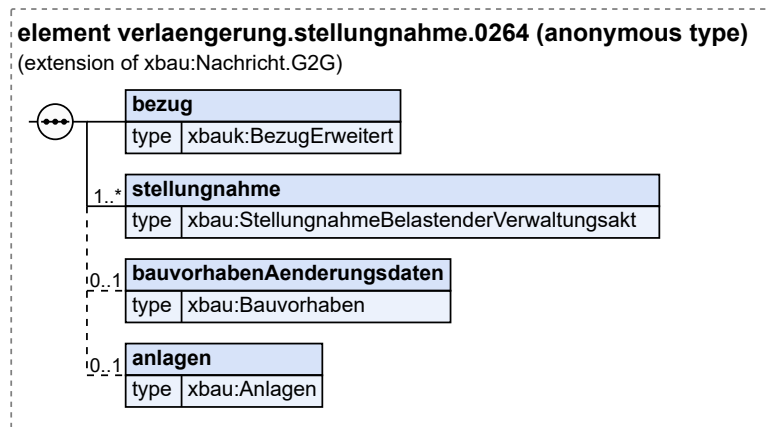 element verlaengerung.stellungnahme.0264 (anonymous type)
(extension of xbau:Nachricht.G2G)
bezug
type xbauk:BezugErweitert
1..* stellungnahme
type xbau:StellungnahmeBelastenderVerwaltungsakt
0..1 bauvorhabenAenderungsdaten
type xbau:Bauvorhaben
0..1 anlagen
type xbau:Anlagen